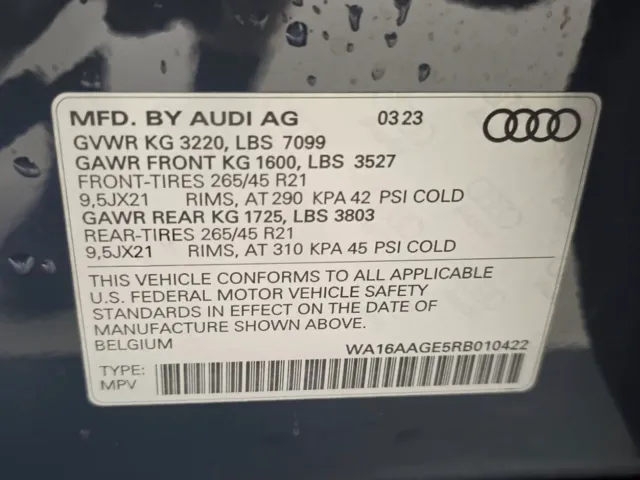 MFD. BY AUDI AG 03 23
GVWR KG 3220, LBS 7099
GAWR FRONT KG 1600, LBS 3527
FRONT-TIRES 265/45 R21
9,5JX21 RIMS, AT 290 KPA 42 PSI COLD
GAWR REAR KG 1725, LBS 3803
REAR-TIRES 265/45 R21
9,5JX21 RIMS, AT 310 KPA 45 PSI COLD
THIS VEHICLE CONFORMS TO ALL APPLICABLE
U.S. FEDERAL MOTOR VEHICLE SAFETY
STANDARDS IN EFFECT ON THE DATE OF
MANUFACTURE SHOWN ABOVE.
BELGIUM WA16AAGE5RB010422
TYPE:
MPV